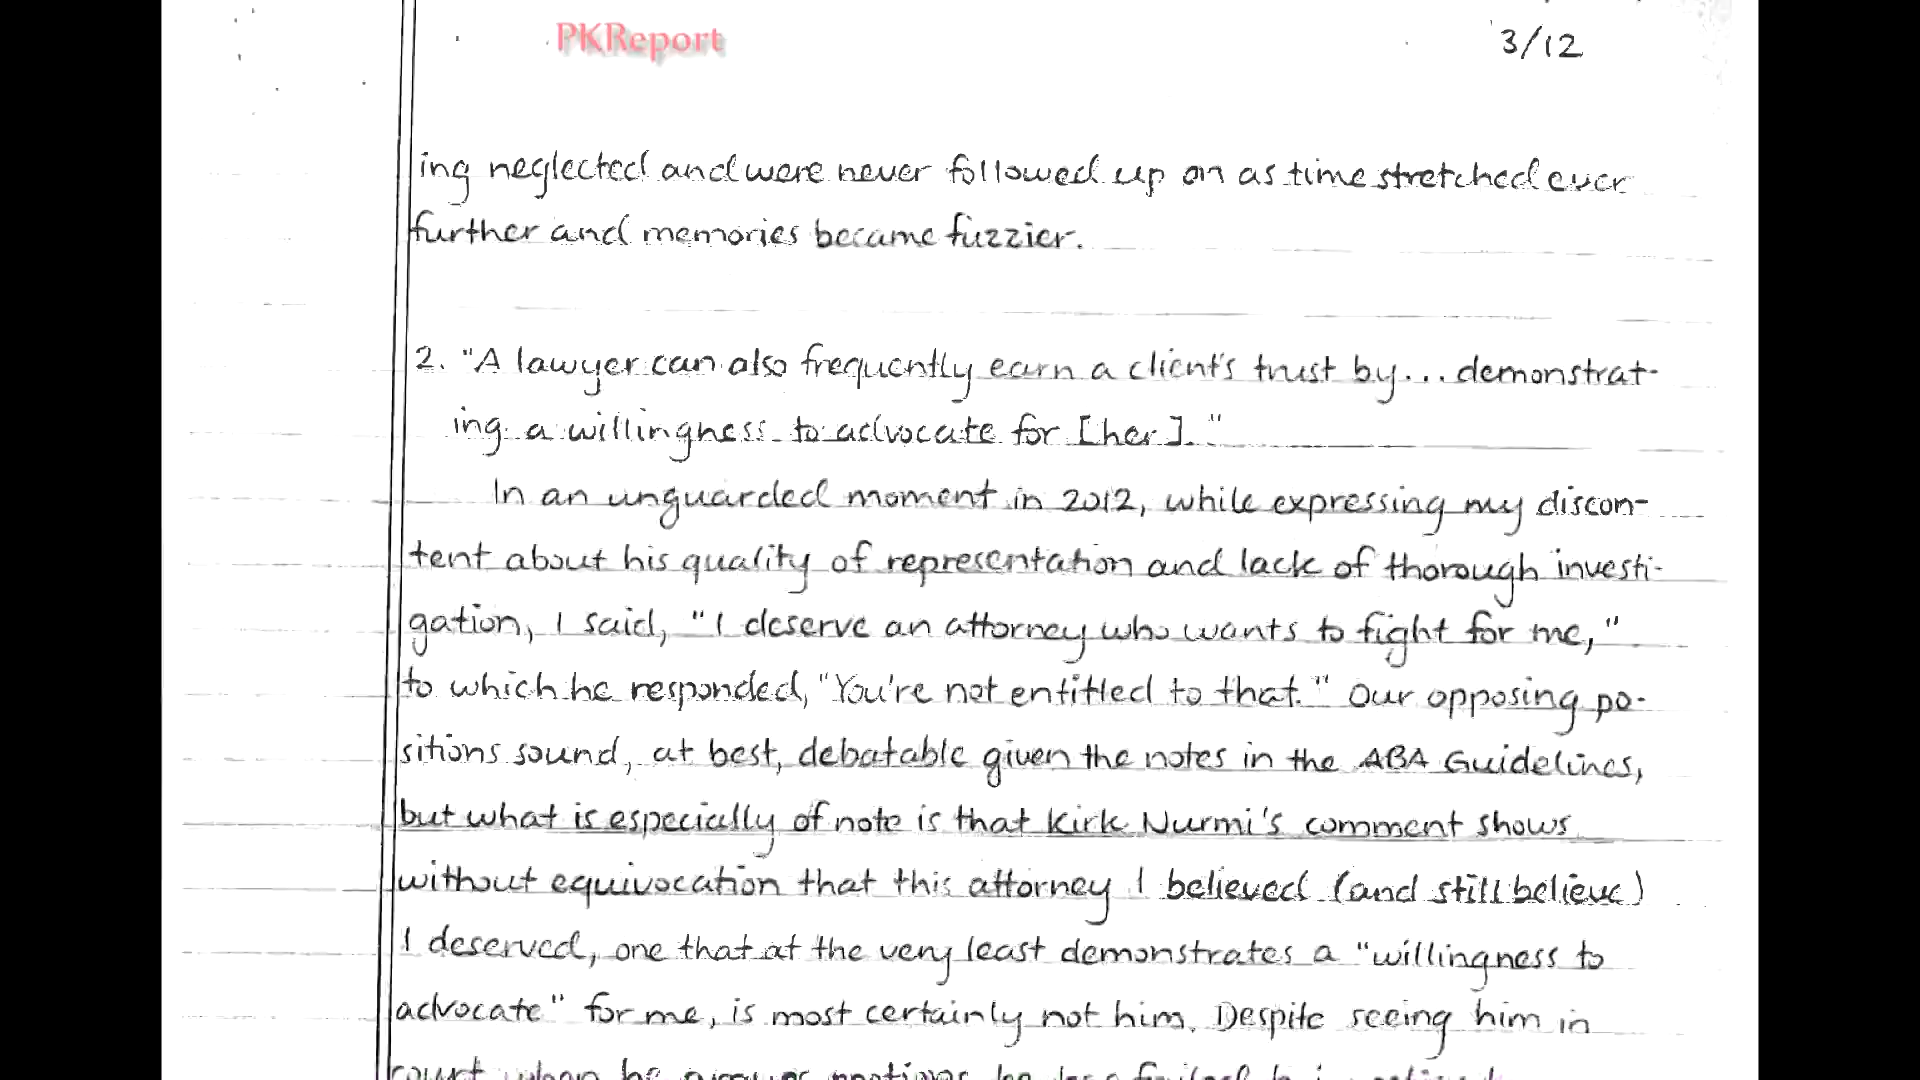 PKReport
3/12
ing neglected and were never followed up on as time stretched ever
further and memories became fuzzier.
2. "A lawyer can also frequently earn a client's trust by... demonstrat-
ing a willingness to advocate for [her]."
In an unguarded moment in 2012, while expressing my discon-
tent about his quality of representation and lack of thorough investi-
gation, I said, "I deserve an attorney who wants to fight for me,"
to which he responded, "You're not entitled to that." Our opposing po-
sitions sound, at best, debatable given the notes in the ABA Guidelines,
but what is especially of note is that Kirk Nurmi's comment shows
without equivocation that this attorney I believed (and still believe)
I deserved, one that at the very least demonstrates a "willingness to
advocate" for me, is most certainly not him. Despite seeing him in
court when he